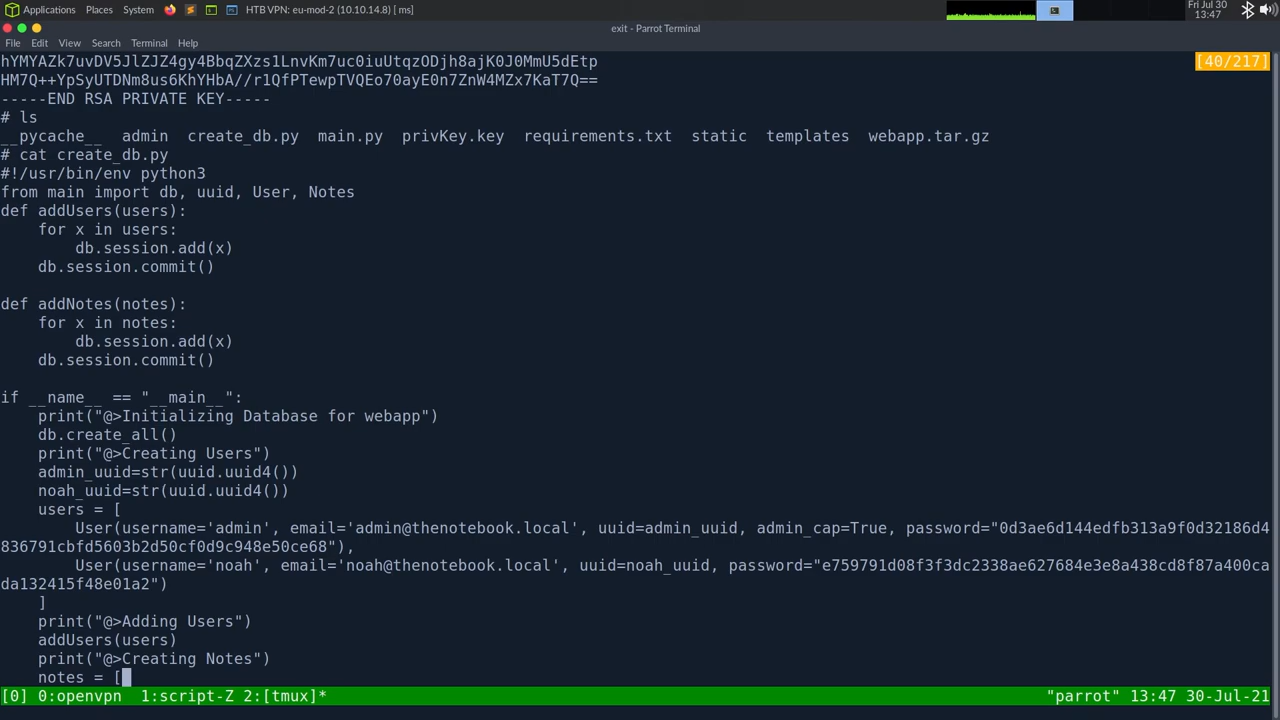 Applications Places System HTB VPN: eu-mod-2 (10.10.14.8) [ ms] Fri Jul 30 13:47
exit - Parrot Terminal
File Edit View Search Terminal Help
hYMYAZk7uvDV5JlZJZ4gy4BbqZXzs1LnvKm7uc0iuUtqzODjh8ajK0J0MmU5dEtp [40/217]
HM7Q++YpSyUTDNm8us6KhYHbA//r1QfPTewpTVQEo70ayE0n7ZnW4MZx7KaT7Q==
-----END RSA PRIVATE KEY-----
# ls
__pycache__ admin create_db.py main.py privKey.key requirements.txt static templates webapp.tar.gz
# cat create_db.py
#!/usr/bin/env python3
from main import db, uuid, User, Notes
def addUsers(users):
    for x in users:
        db.session.add(x)
    db.session.commit()
def addNotes(notes):
    for x in notes:
        db.session.add(x)
    db.session.commit()
if __name__ == "__main__":
    print("@>Initializing Database for webapp")
    db.create_all()
    print("@>Creating Users")
    admin_uuid=str(uuid.uuid4())
    noah_uuid=str(uuid.uuid4())
    users = [
        User(username='admin', email='admin@thenotebook.local', uuid=admin_uuid, admin_cap=True, password="0d3ae6d144edfb313a9f0d32186d4
836791cbfd5603b2d50cf0d9c948e50ce68"),
        User(username='noah', email='noah@thenotebook.local', uuid=noah_uuid, password="e759791d08f3f3dc2338ae627684e3e8a438cd8f87a400ca
da132415f48e01a2")
    ]
    print("@>Adding Users")
    addUsers(users)
    print("@>Creating Notes")
    notes = [
[0] 0:openvpn 1:script-Z 2:[tmux]* "parrot" 13:47 30-Jul-21